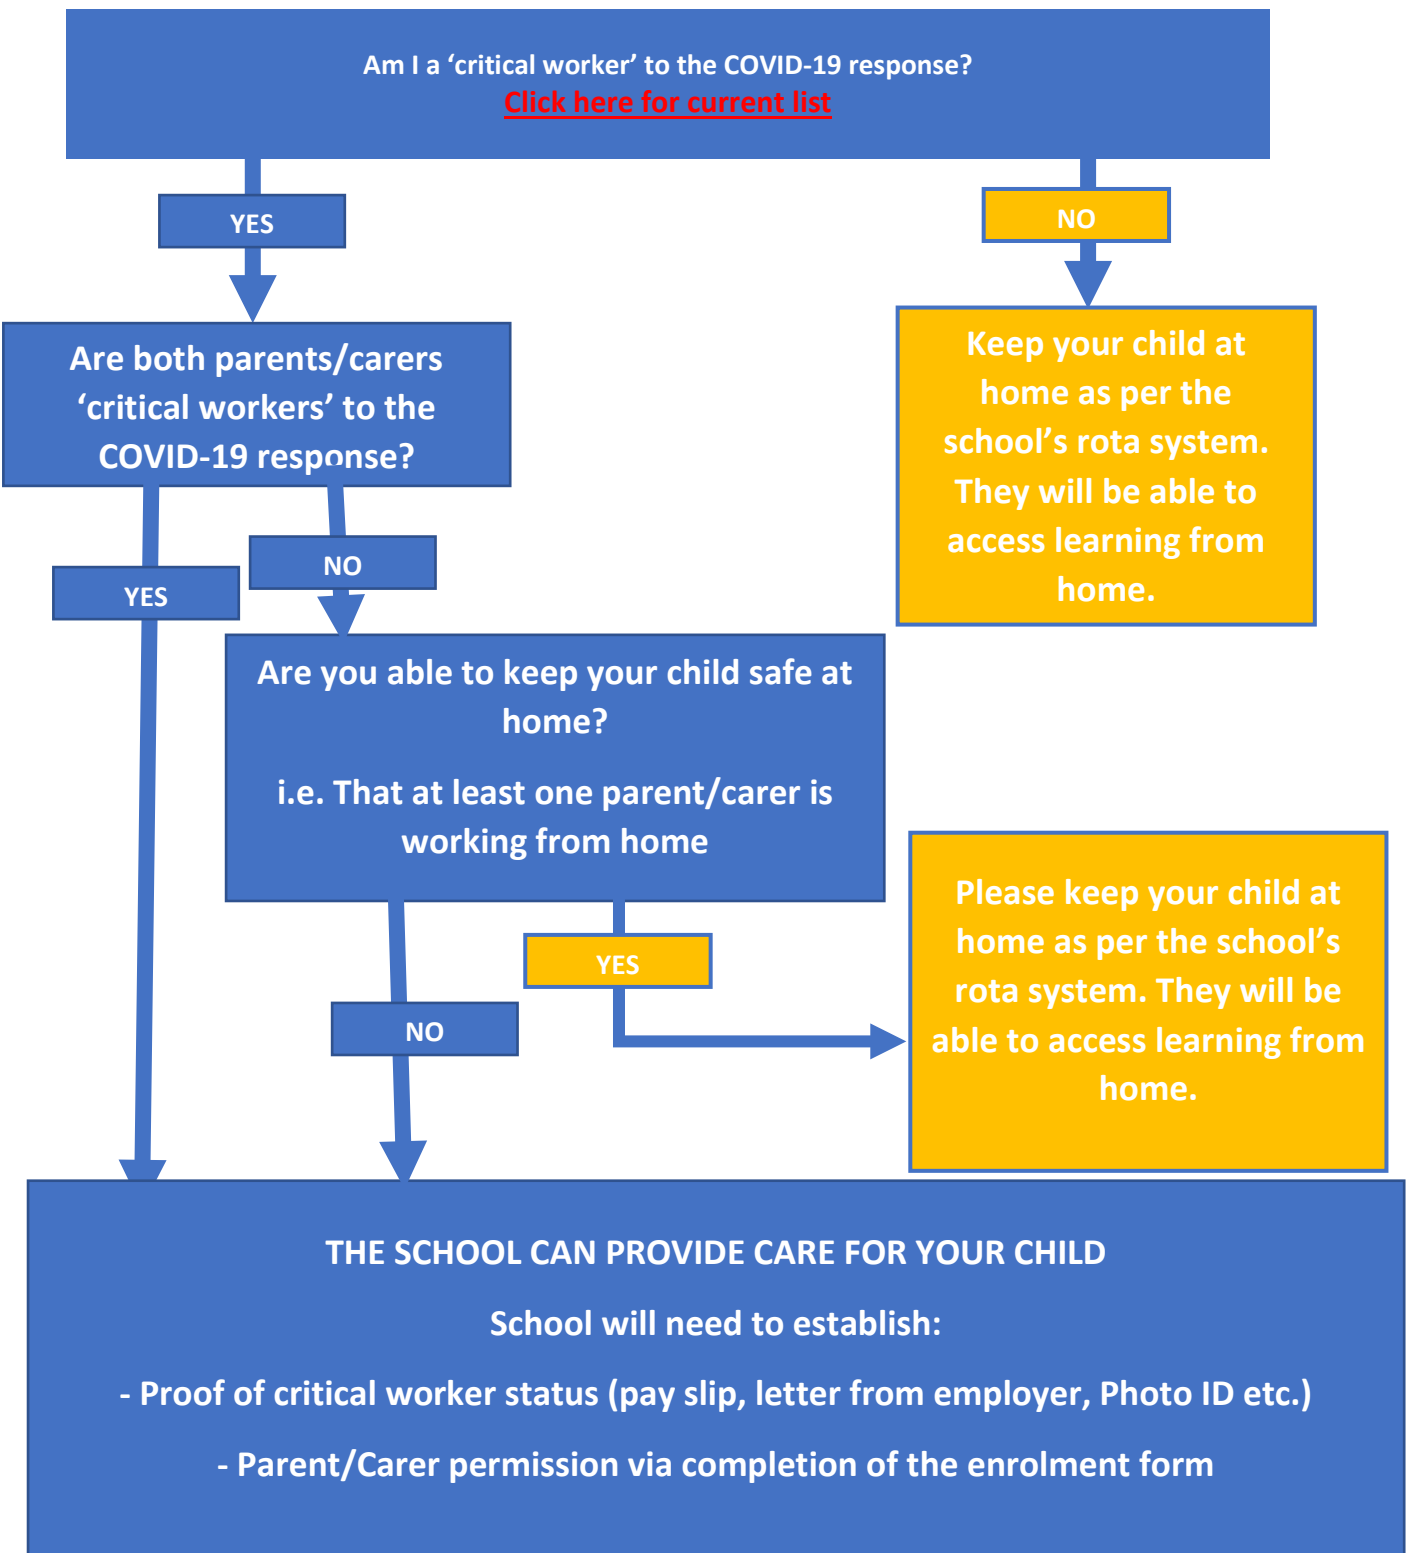 Am I a ‘critical worker’ to the COVID-19 response?
Click here for current list
YES
NO
Are both parents/carers
‘critical workers’ to the
COVID-19 response?
Keep your child at
home as per the
school’s rota system.
They will be able to
access learning from
home.
NO
YES
Are you able to keep your child safe at
home?
i.e. That at least one parent/carer is
working from home
Please keep your child at
home as per the school’s
rota system. They will be
able to access learning from
home.
YES
NO
THE SCHOOL CAN PROVIDE CARE FOR YOUR CHILD
School will need to establish:
- Proof of critical worker status (pay slip, letter from employer, Photo ID etc.)
- Parent/Carer permission via completion of the enrolment form